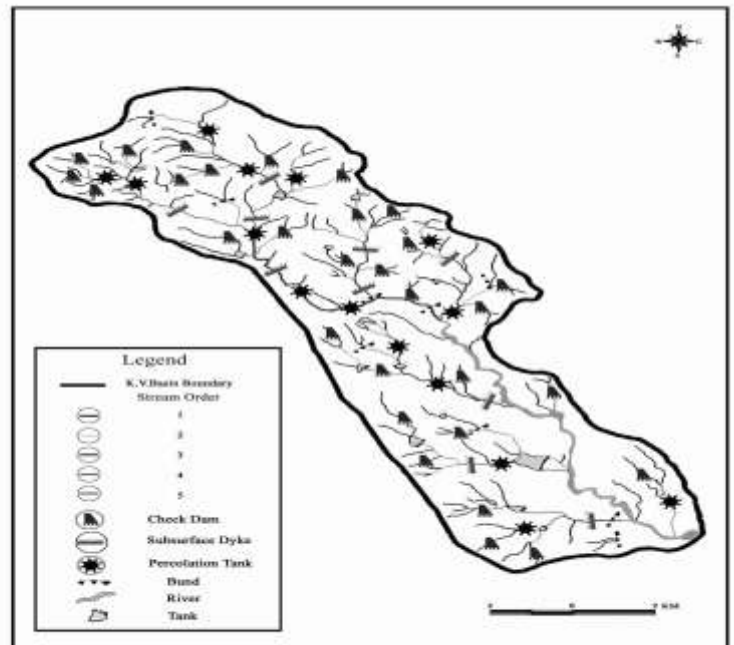 Legend
K.V.Basin Boundary
Stream Order
1
2
3
4
5
Check Dam
Subsurface Dyke
Percolation Tank
Bund
River
Tank
7 KM